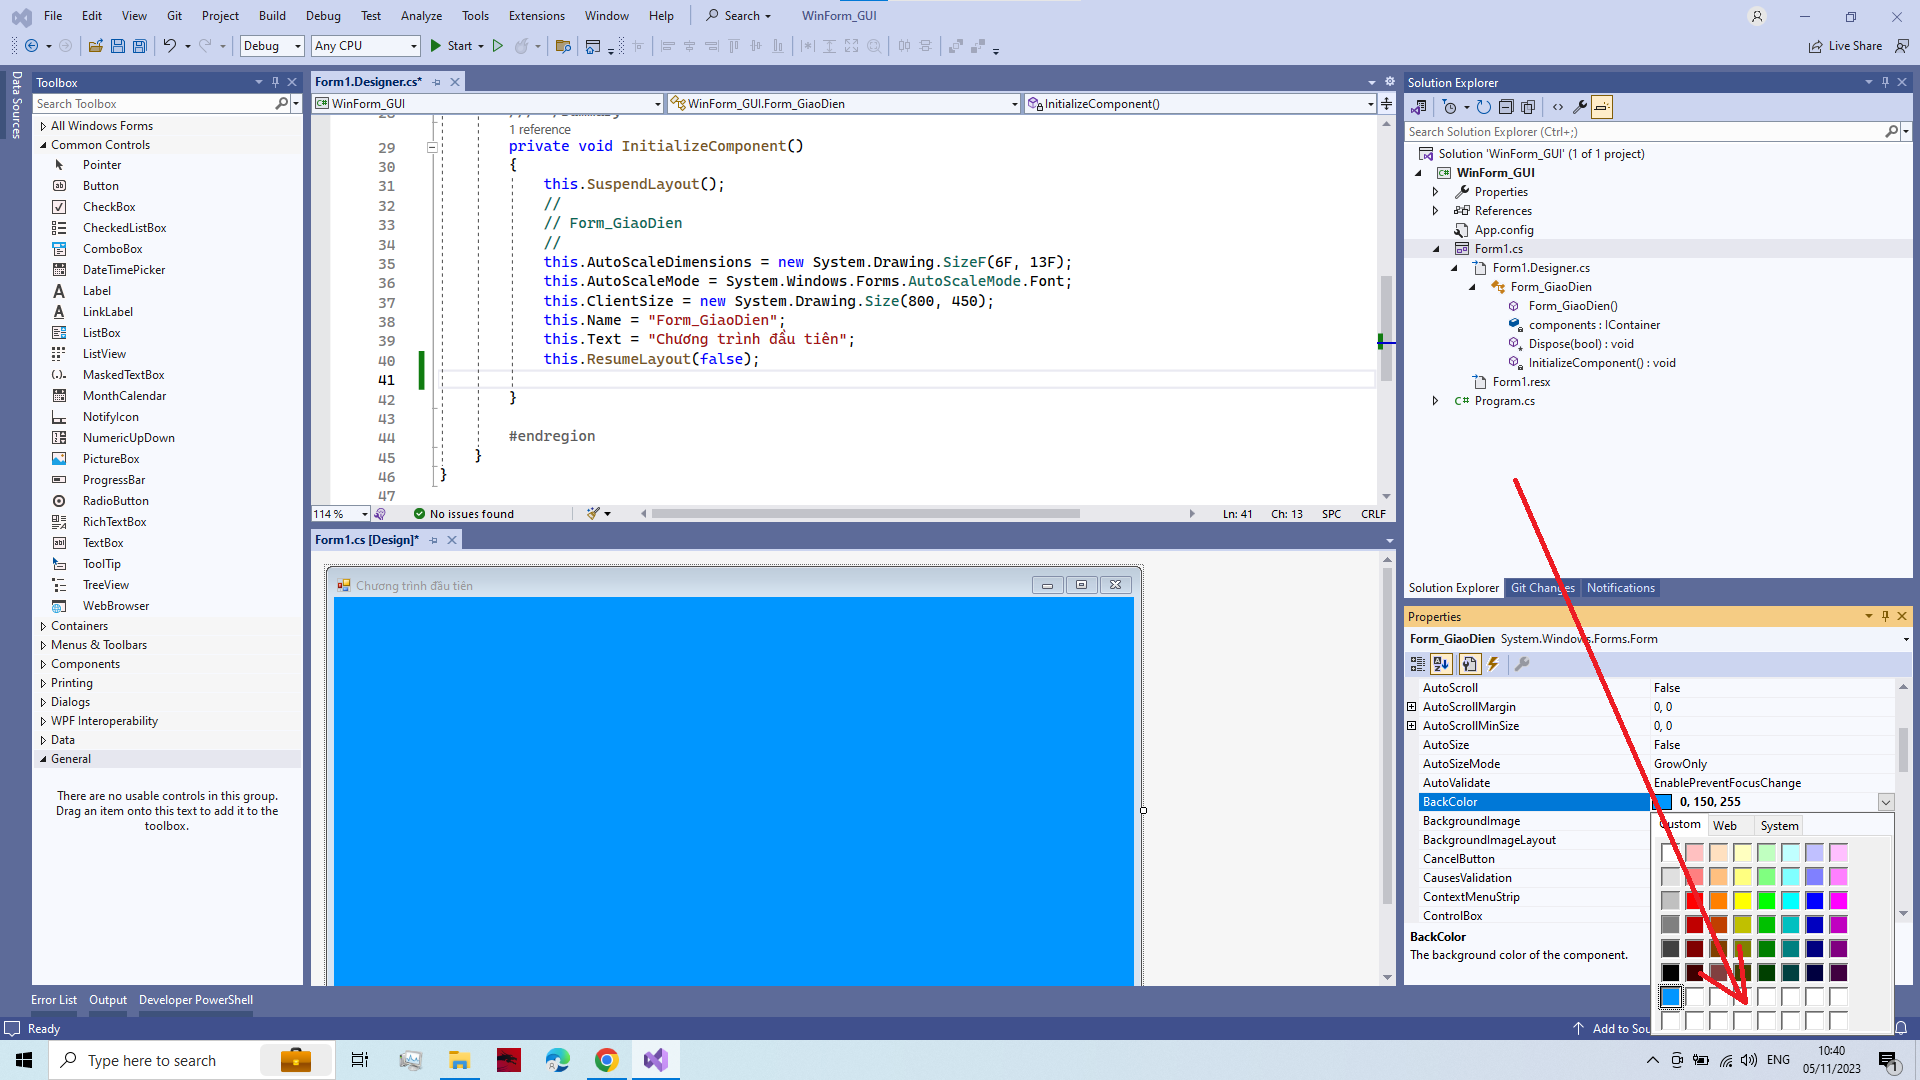 File Edit View Git Project Build Debug Test Analyze Tools Extensions Window Help Search WinForm_GUI
Debug Any CPU Start Live Share
Data Sources
Toolbox
Search Toolbox
All Windows Forms
Common Controls
Pointer
Button
CheckBox
CheckedListBox
ComboBox
DateTimePicker
Label
LinkLabel
ListBox
ListView
MaskedTextBox
MonthCalendar
NotifyIcon
NumericUpDown
PictureBox
ProgressBar
RadioButton
RichTextBox
TextBox
ToolTip
TreeView
WebBrowser
Containers
Menus & Toolbars
Components
Printing
Dialogs
WPF Interoperability
Data
General
There are no usable controls in this group.
Drag an item onto this text to add it to the
toolbox.
Form1.Designer.cs*
WinForm_GUI WinForm_GUI.Form_GiaoDien InitializeComponent()
1 reference
29 private void InitializeComponent()
30 {
31 this.SuspendLayout();
32 //
33 // Form_GiaoDien
34 //
35 this.AutoScaleDimensions = new System.Drawing.SizeF(6F, 13F);
36 this.AutoScaleMode = System.Windows.Forms.AutoScaleMode.Font;
37 this.ClientSize = new System.Drawing.Size(800, 450);
38 this.Name = "Form_GiaoDien";
39 this.Text = "Chương trình đầu tiên";
40 this.ResumeLayout(false);
41
42 }
43
44 #endregion
45 }
46 }
47
114 % No issues found Ln: 41 Ch: 13 SPC CRLF
Form1.cs [Design]*
Chương trình đầu tiên
Solution Explorer
Search Solution Explorer (Ctrl+;)
Solution 'WinForm_GUI' (1 of 1 project)
WinForm_GUI
Properties
References
App.config
Form1.cs
Form1.Designer.cs
Form_GiaoDien
Form_GiaoDien()
components : IContainer
Dispose(bool) : void
InitializeComponent() : void
Form1.resx
Program.cs
Solution Explorer Git Changes Notifications
Properties
Form_GiaoDien System.Windows.Forms.Form
AutoScroll False
AutoScrollMargin 0, 0
AutoScrollMinSize 0, 0
AutoSize False
AutoSizeMode GrowOnly
AutoValidate EnablePreventFocusChange
BackColor 0, 150, 255
BackgroundImage
BackgroundImageLayout
CancelButton
CausesValidation
ContextMenuStrip
ControlBox
Custom Web System
BackColor
The background color of the component.
Error List Output Developer PowerShell
Ready Add to Sou
Type here to search
ENG
10:40
05/11/2023
1